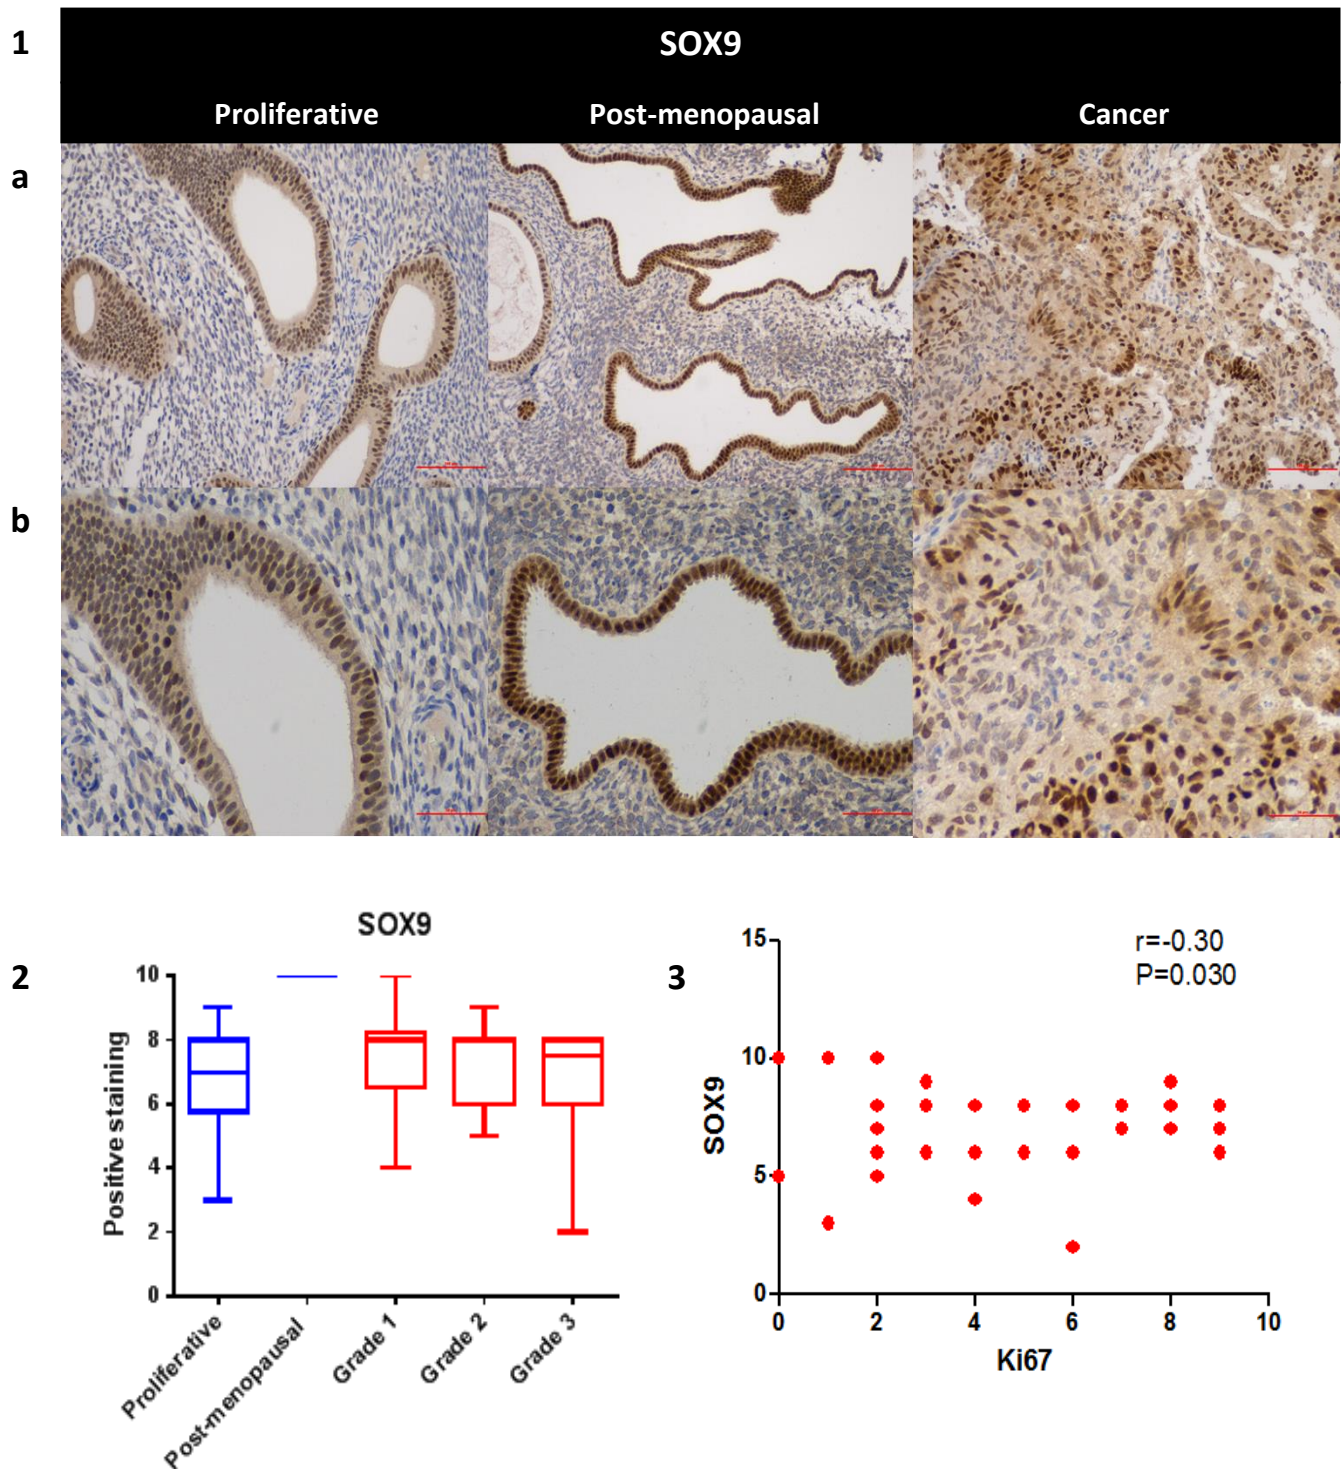 1
SOX9
Proliferative Post-menopausal Cancer
a
b
2
SOX9
Positive staining
10
8
6
4
2
0
Proliferative
Post-menopausal
Grade 1
Grade 2
Grade 3
3
r=-0.30
P=0.030
SOX9
15
10
5
0
0 2 4 6 8 10
Ki67